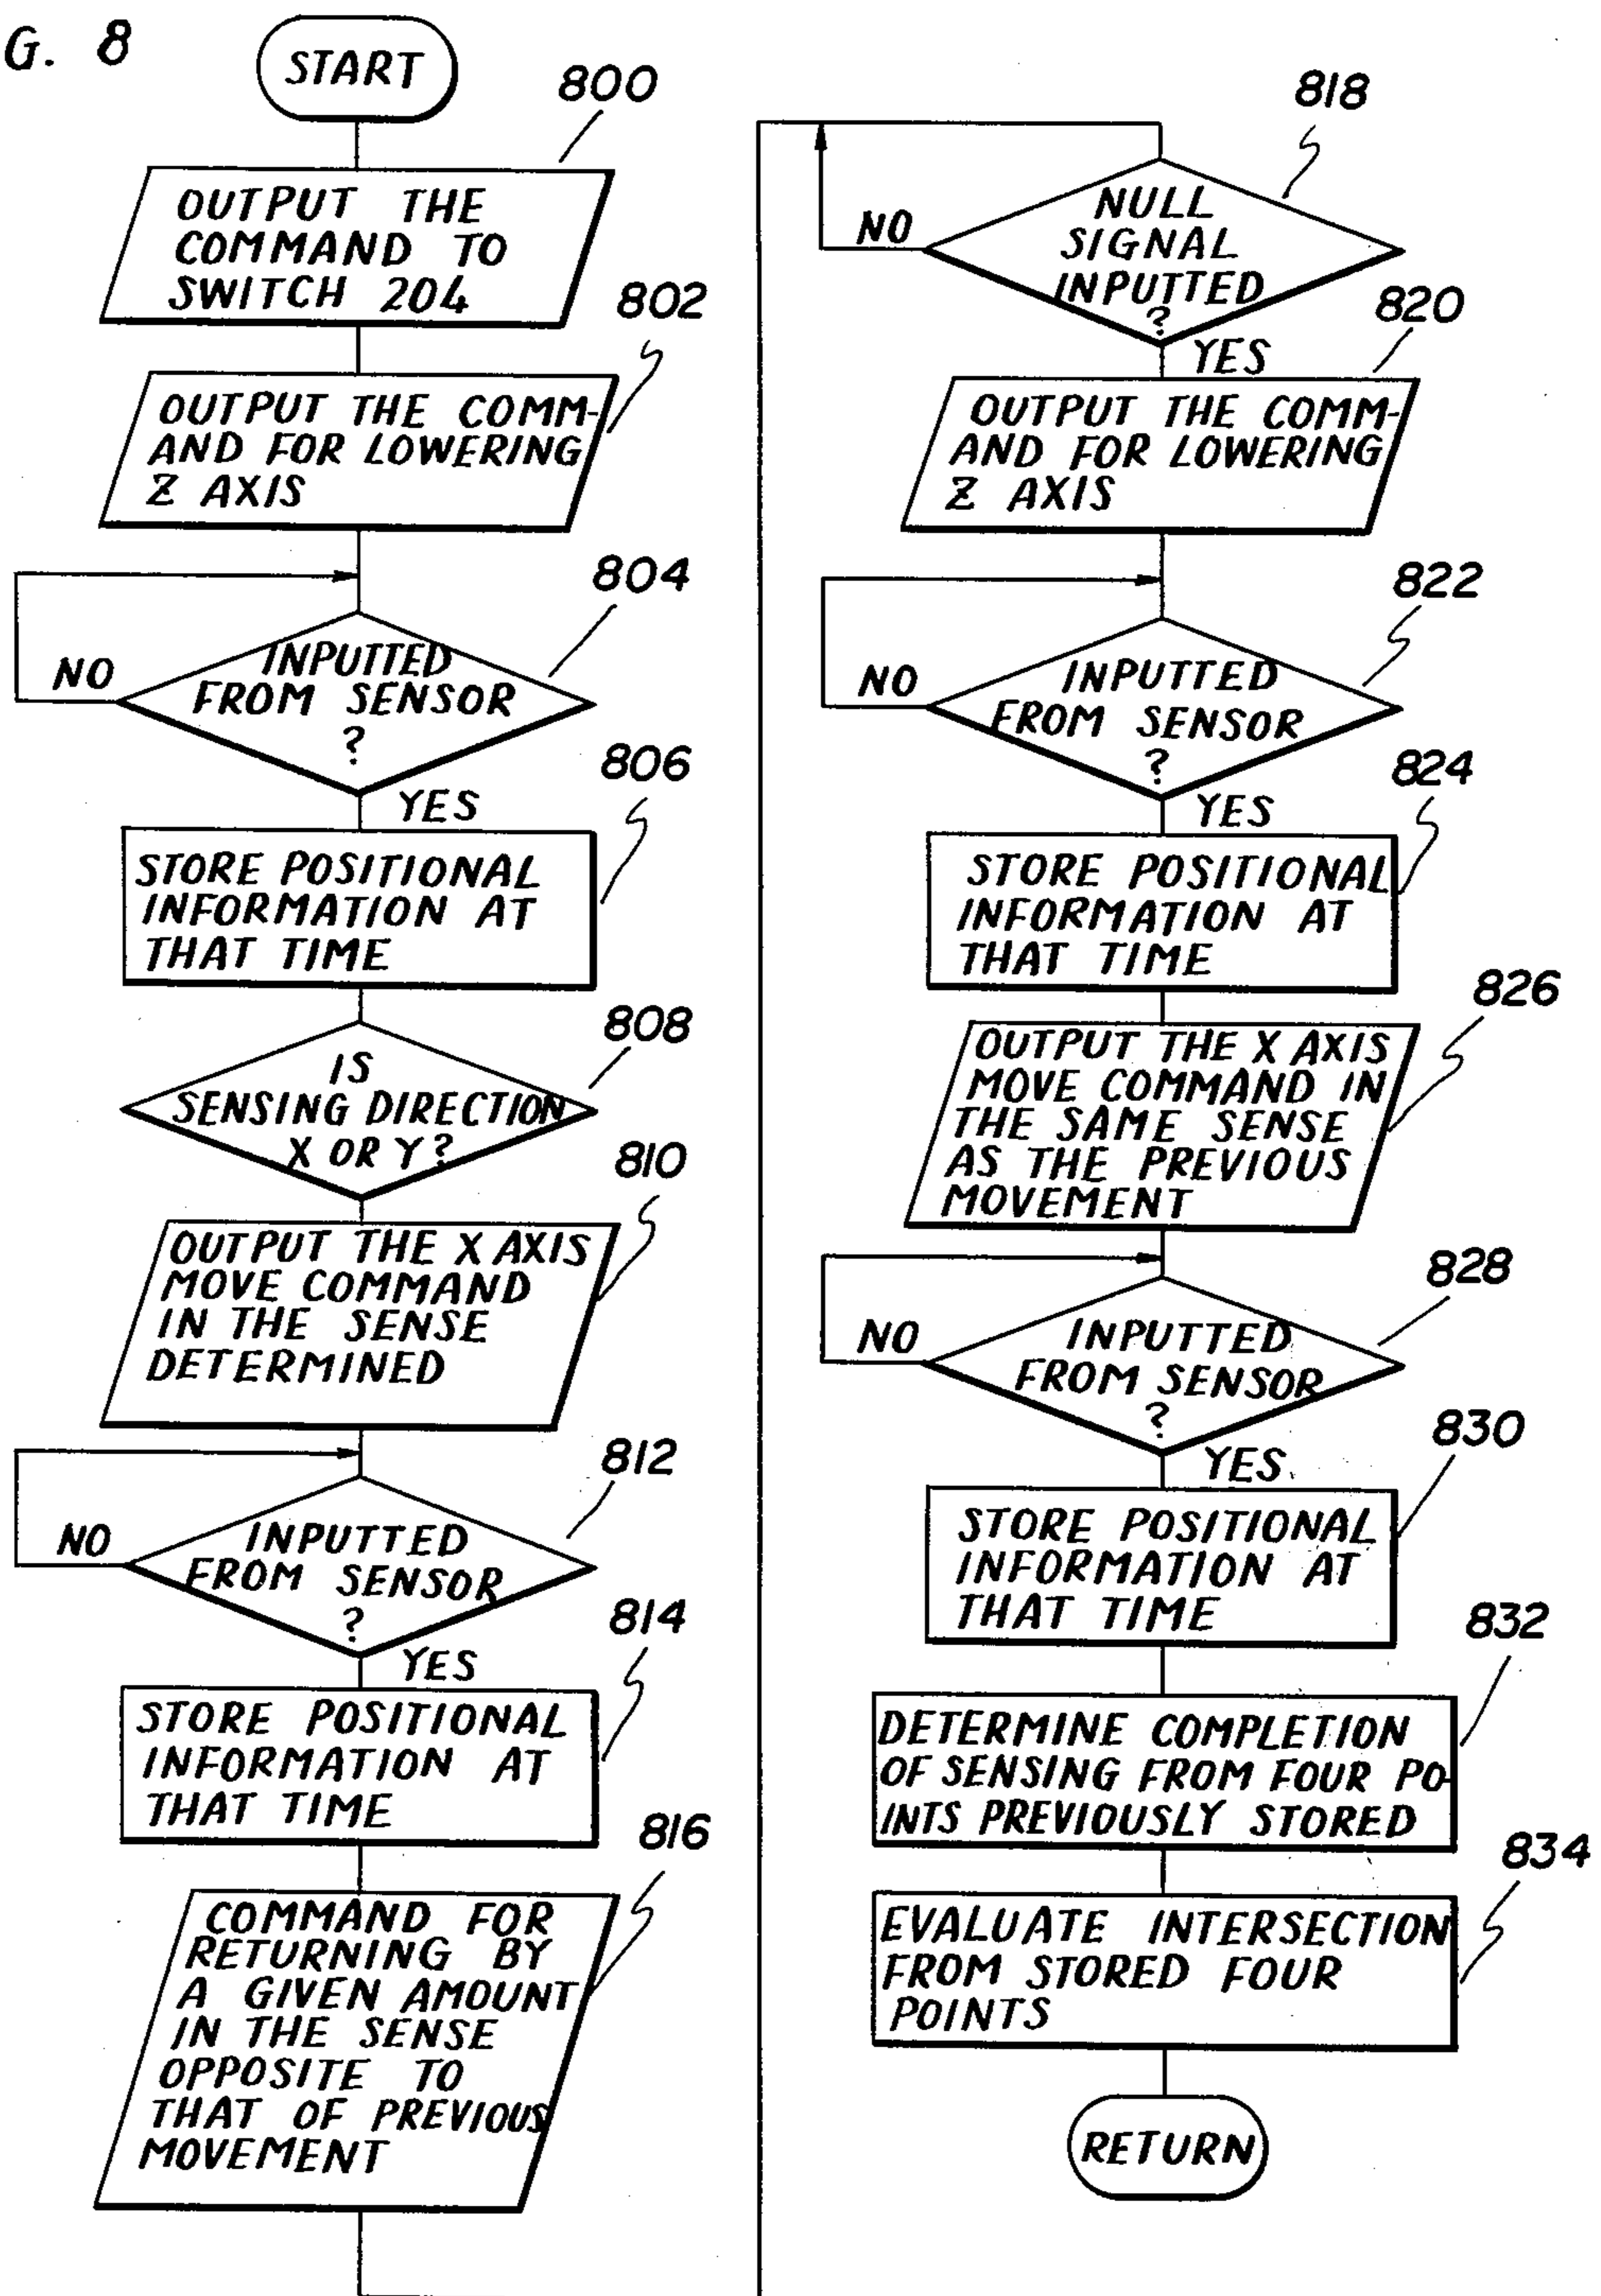 G. 8
START
800
OUTPUT THE
COMMAND TO
SWITCH 204
802
OUTPUT THE COMM-
AND FOR LOWERING
Z AXIS
804
INPUTTED
FROM SENSOR
?
NO
YES
806
STORE POSITIONAL
INFORMATION AT
THAT TIME
808
IS
SENSING DIRECTION
X OR Y?
810
OUTPUT THE X AXIS
MOVE COMMAND
IN THE SENSE
DETERMINED
812
INPUTTED
FROM SENSOR
?
NO
YES
814
STORE POSITIONAL
INFORMATION AT
THAT TIME
816
COMMAND FOR
RETURNING BY
A GIVEN AMOUNT
IN THE SENSE
OPPOSITE TO
THAT OF PREVIOUS
MOVEMENT
818
NULL
SIGNAL
INPUTTED
?
NO
YES
820
OUTPUT THE COMM-
AND FOR LOWERING
Z AXIS
822
INPUTTED
FROM SENSOR
?
NO
YES
824
STORE POSITIONAL
INFORMATION AT
THAT TIME
826
OUTPUT THE X AXIS
MOVE COMMAND IN
THE SAME SENSE
AS THE PREVIOUS
MOVEMENT
828
INPUTTED
FROM SENSOR
?
NO
YES
830
STORE POSITIONAL
INFORMATION AT
THAT TIME
832
DETERMINE COMPLETION
OF SENSING FROM FOUR PO-
INTS PREVIOUSLY STORED
834
EVALUATE INTERSECTION
FROM STORED FOUR
POINTS
RETURN